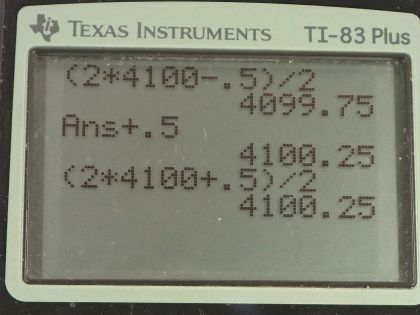 TEXAS INSTRUMENTS TI-83 Plus
(2*4100-.5)/2
4099.75
Ans+.5
4100.25
(2*4100+.5)/2
4100.25